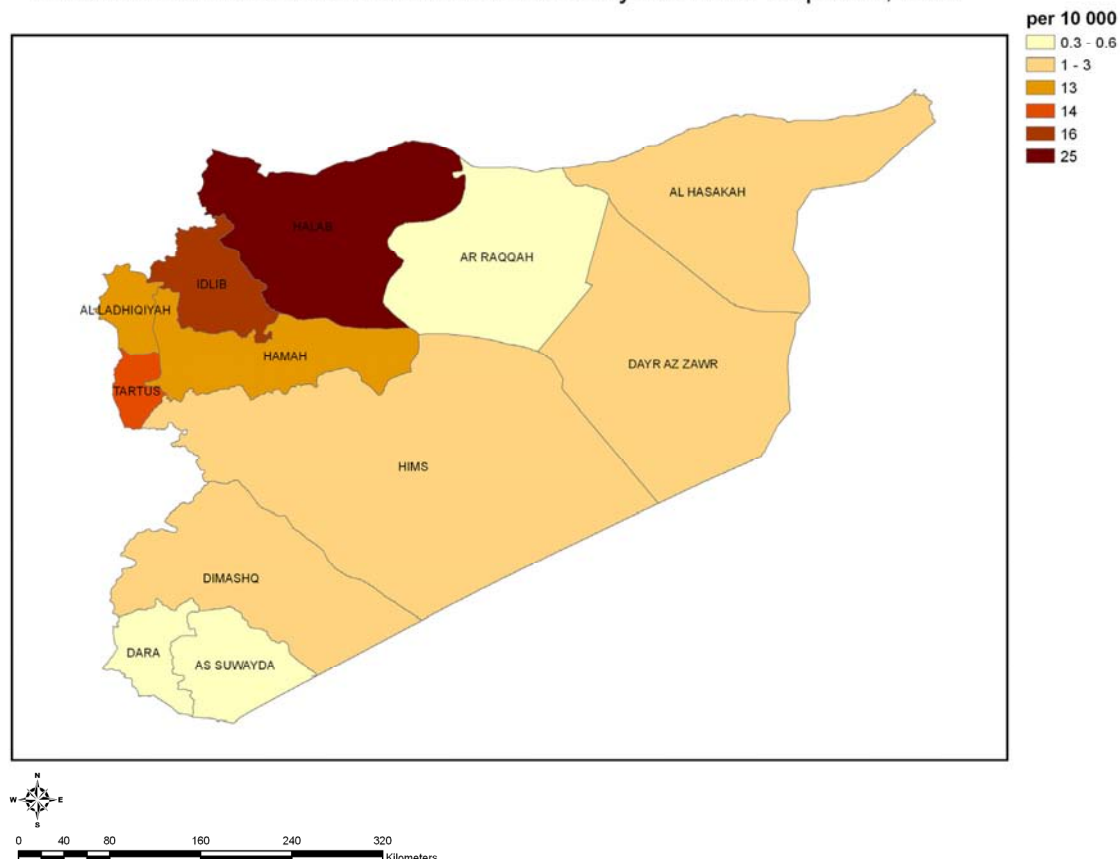 per 10 000
0.3 - 0.6
1 - 3
13
14
16
25
AL HASAKAH
HALAB
AR RAQQAH
IDLIB
AL LADHIQIYAH
HAMAH
DAYR AZ ZAWR
TARTUS
HIMS
DIMASHQ
DARA
AS SUWAYDA
N
W E
S
0 40 80 160 240 320
Kilometers